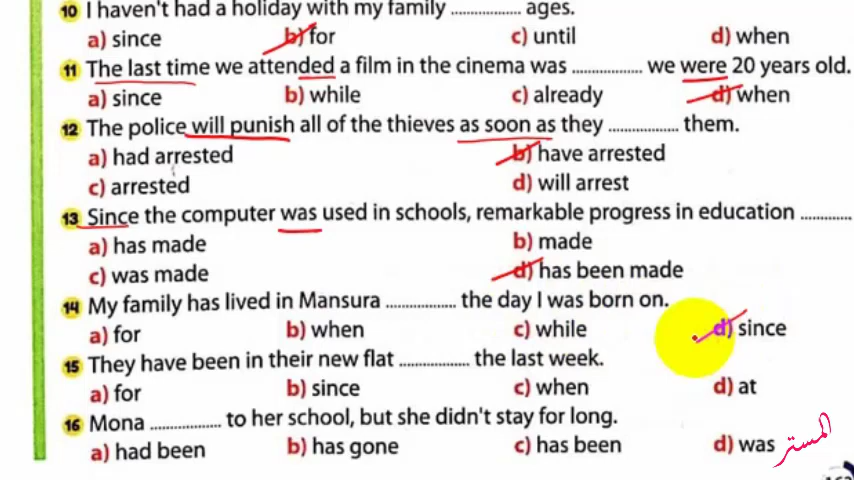 10 I haven't had a holiday with my family ............... ages.
a) since b) for c) until d) when
11 The last time we attended a film in the cinema was ............... we were 20 years old.
a) since b) while c) already d) when
12 The police will punish all of the thieves as soon as they ............... them.
a) had arrested b) have arrested
c) arrested d) will arrest
13 Since the computer was used in schools, remarkable progress in education ...........
a) has made b) made
c) was made d) has been made
14 My family has lived in Mansura ............... the day I was born on.
a) for b) when c) while d) since
15 They have been in their new flat ............... the last week.
a) for b) since c) when d) at
16 Mona ............... to her school, but she didn't stay for long.
a) had been b) has gone c) has been d) was
المستر